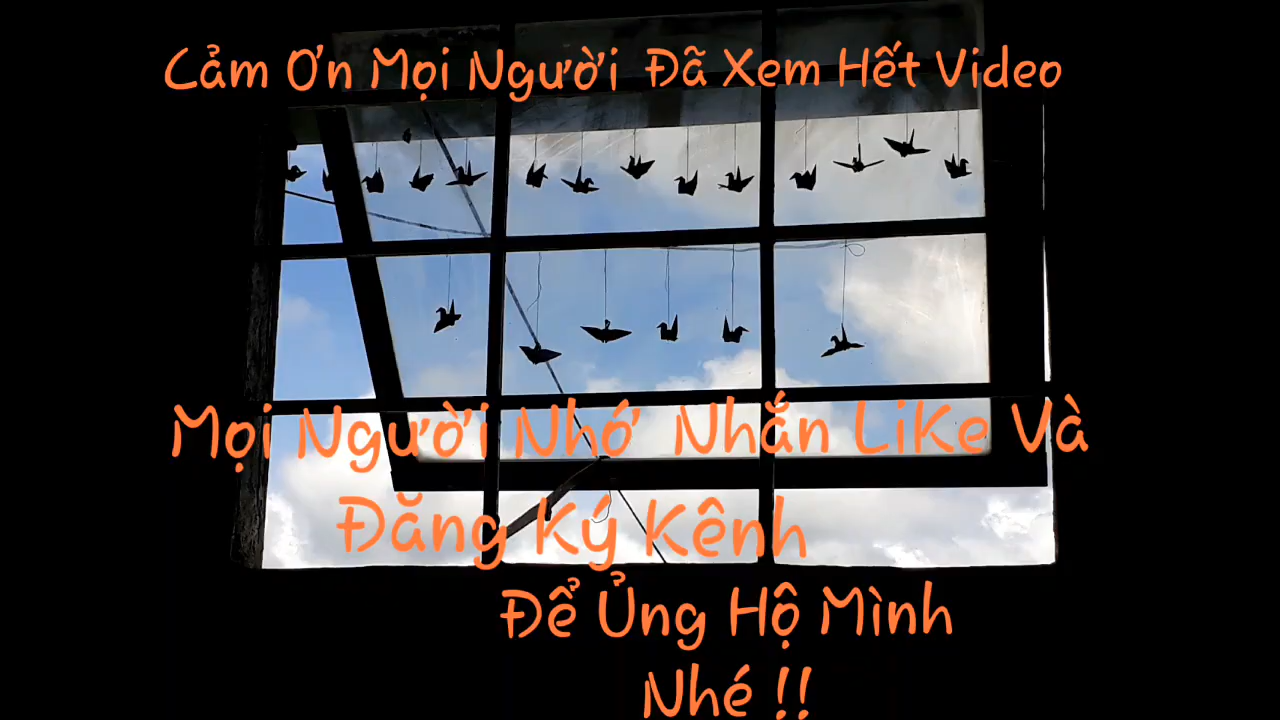 Cảm Ơn Mọi Người Đã Xem Hết Video
Mọi Người Nhớ Nhắn LiKe Và
Đăng Ký Kênh
Để Ủng Hộ Mình
Nhé !!